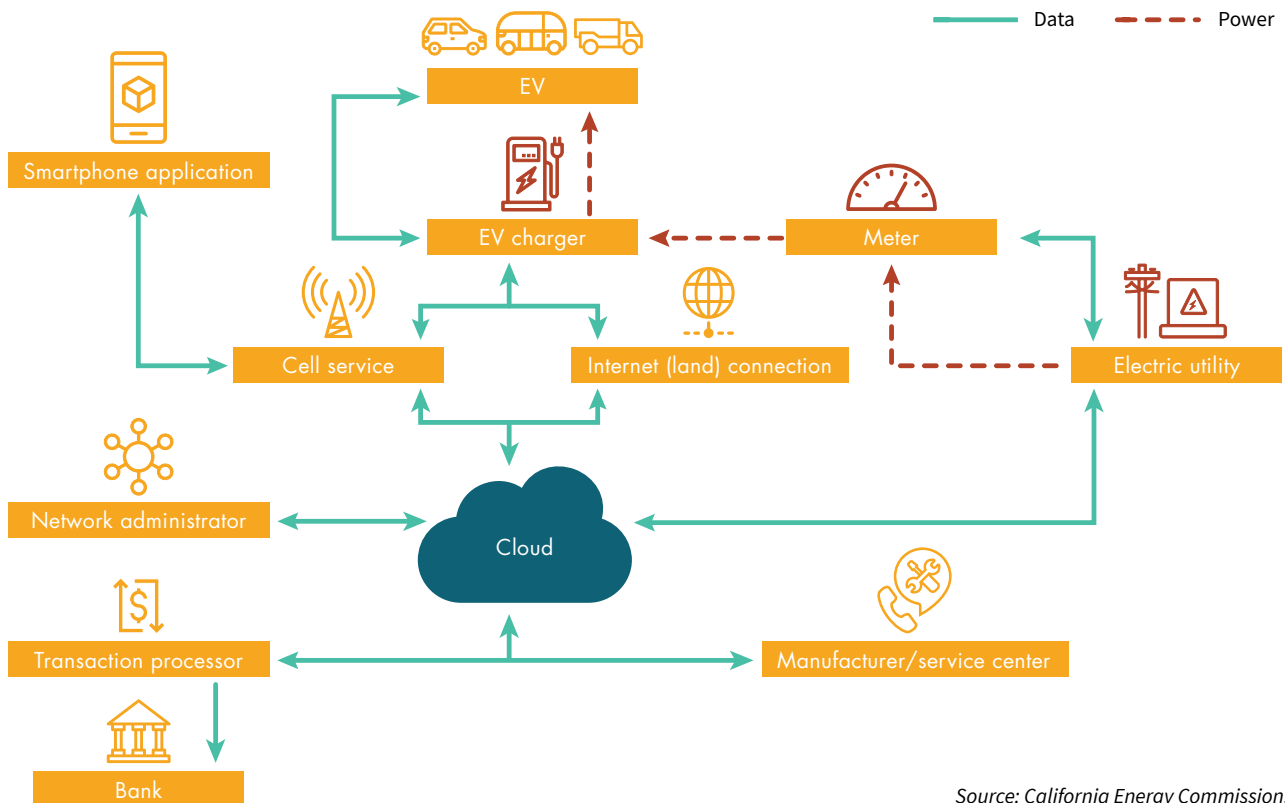 Data
Power
EV
Smartphone application
EV charger
Meter
Cell service
Internet (land) connection
Electric utility
Network administrator
Cloud
$
Transaction processor
Manufacturer/service center
Bank
Source: California Energy Commission.